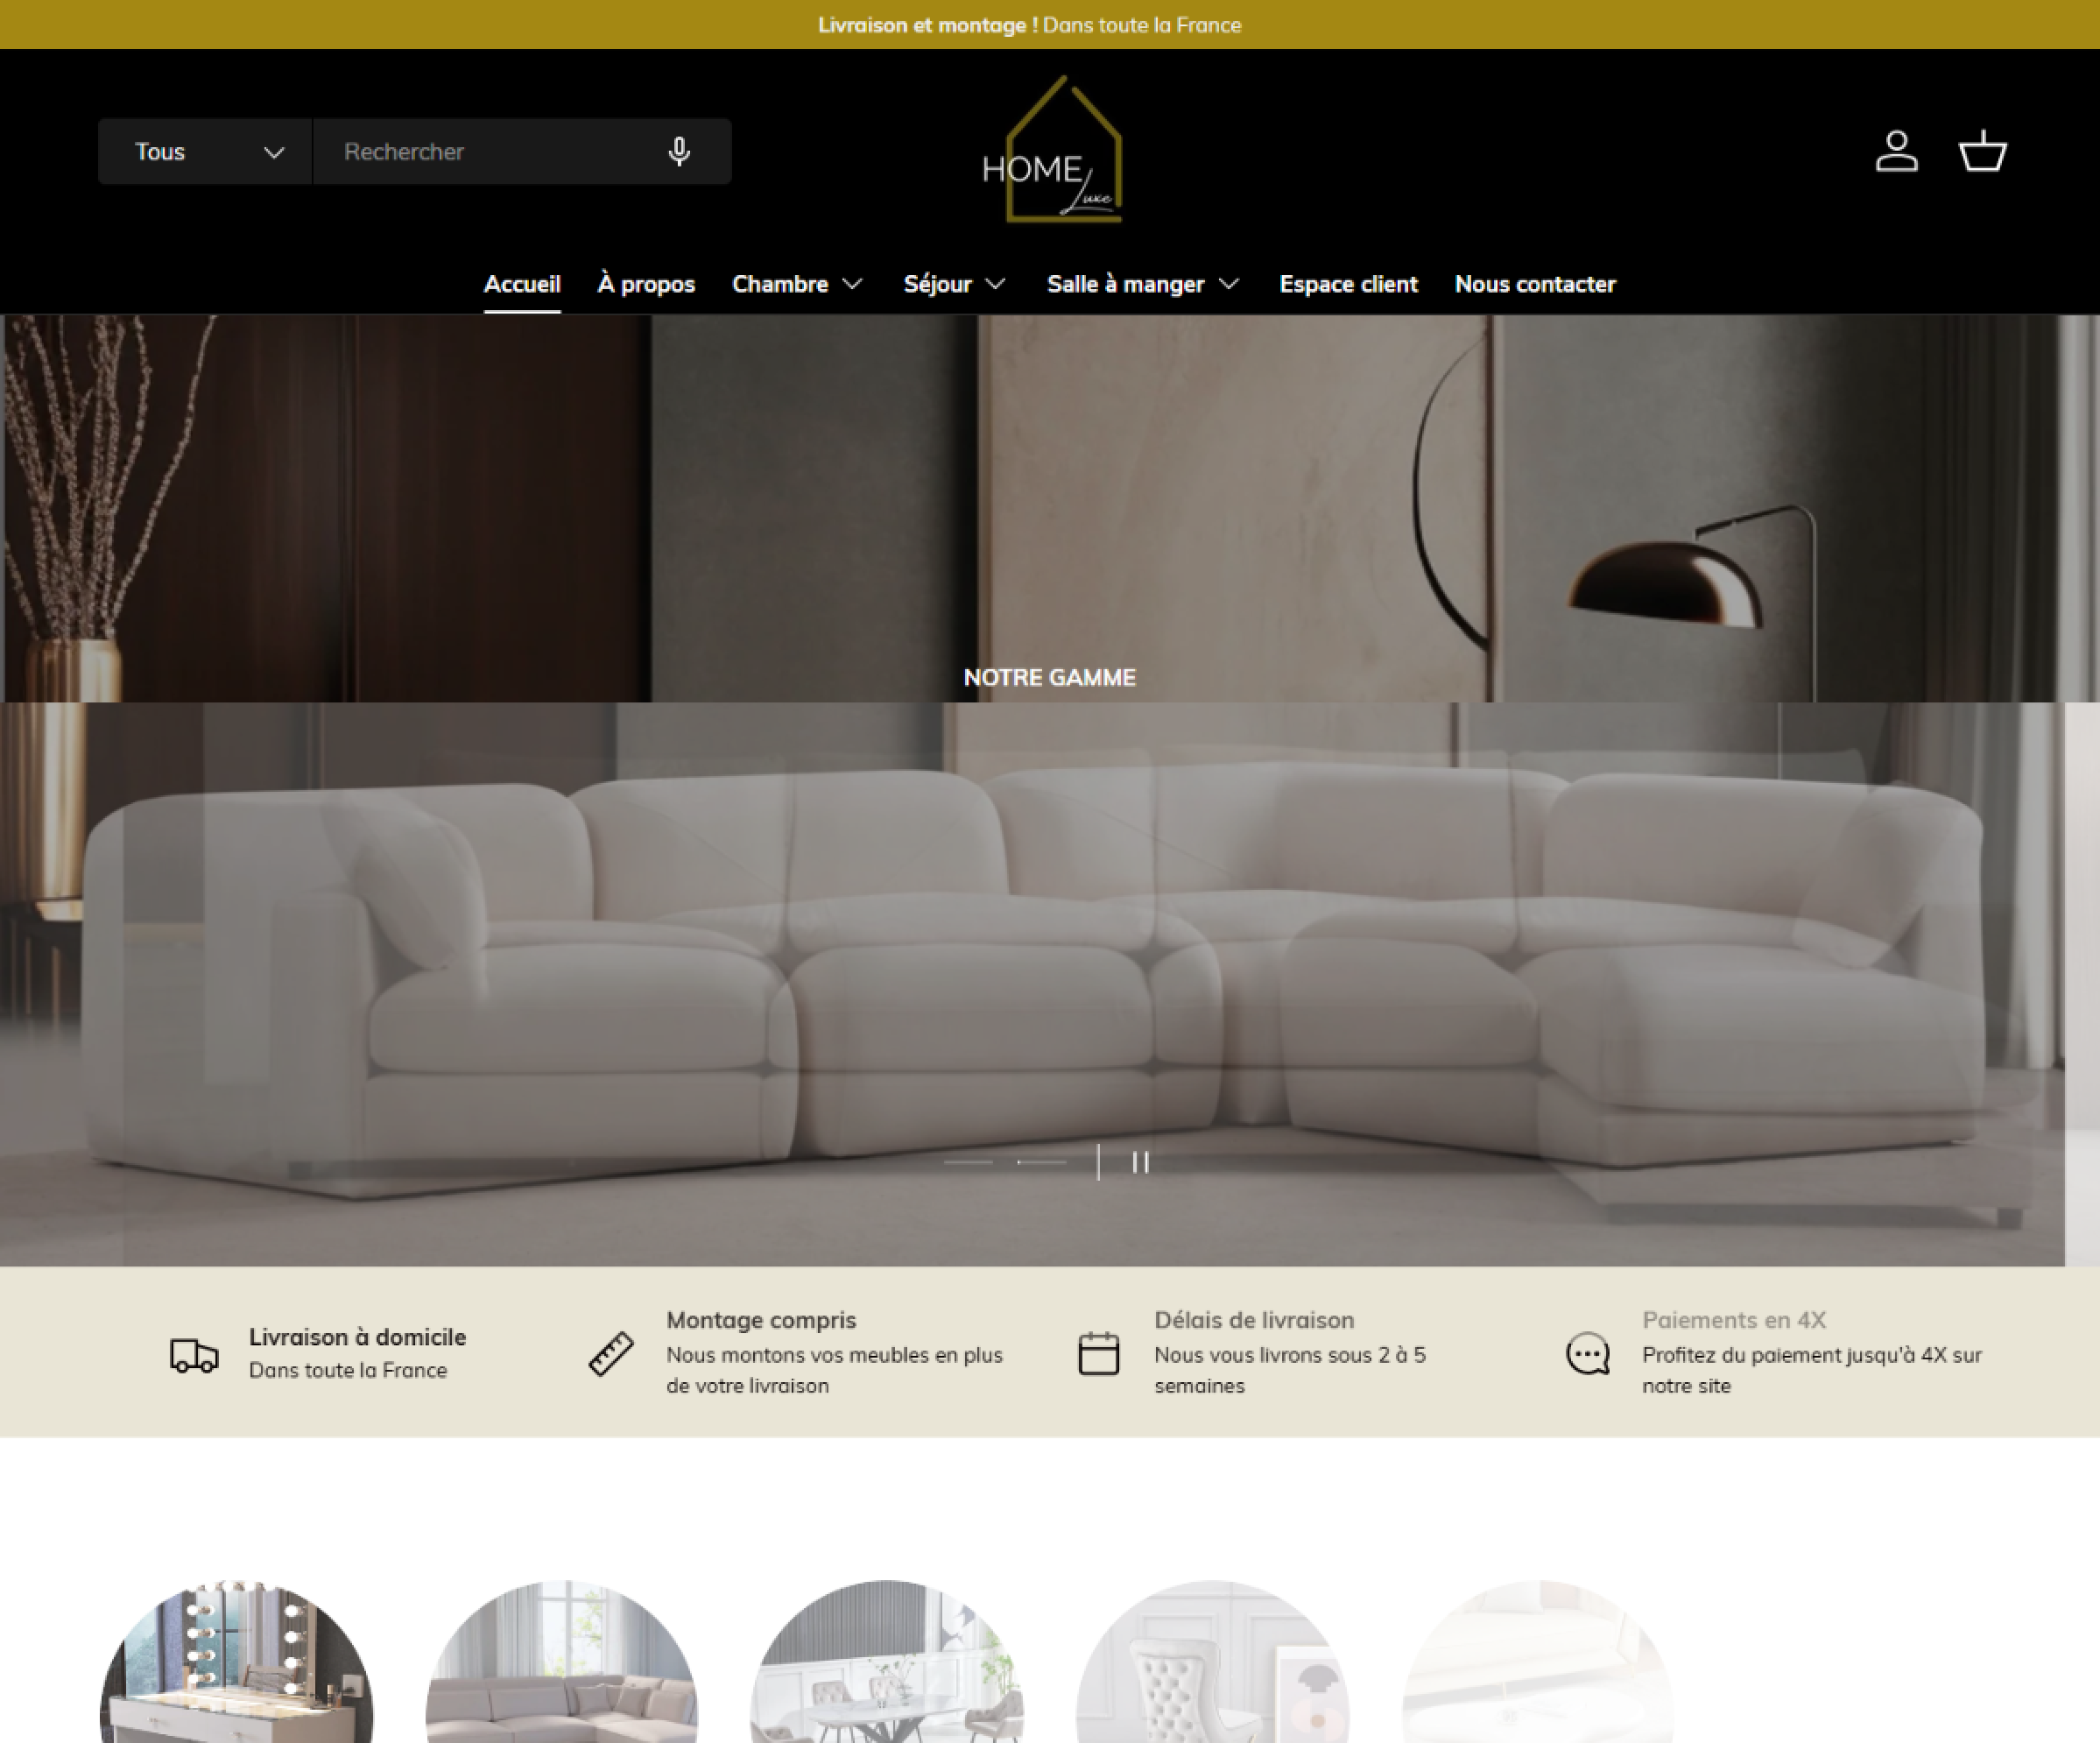 Livraison et montage ! Dans toute la France
Tous
Rechercher
HOME
Luxe
Accueil À propos Chambre Séjour Salle à manger Espace client Nous contacter
NOTRE GAMME
Livraison à domicile
Dans toute la France
Montage compris
Nous montons vos meubles en plus
de votre livraison
Délais de livraison
Nous vous livrons sous 2 à 5
semaines
Paiements en 4X
Profitez du paiement jusqu'à 4X sur
notre site